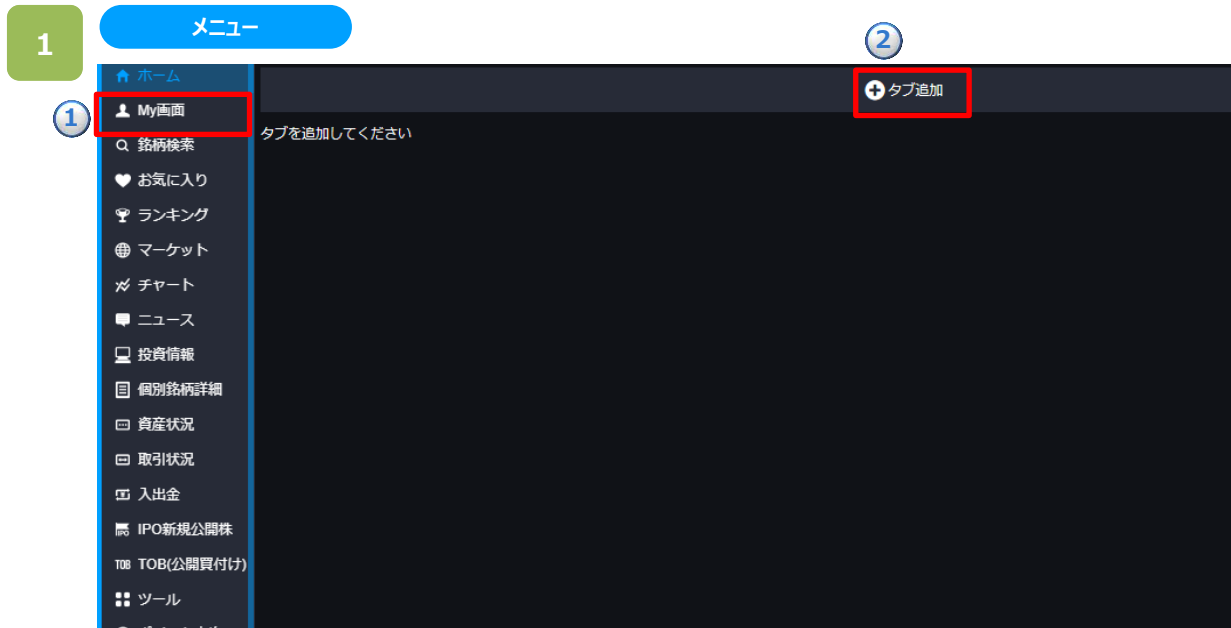 1
メニュー
2
ホーム
タブ追加
1
My画面
タブを追加してください
銘柄検索
お気に入り
ランキング
マーケット
チャート
ニュース
投資情報
個別銘柄詳細
資産状況
取引状況
入出金
IPO IPO新規公開株
TOB TOB(公開買付け)
ツール